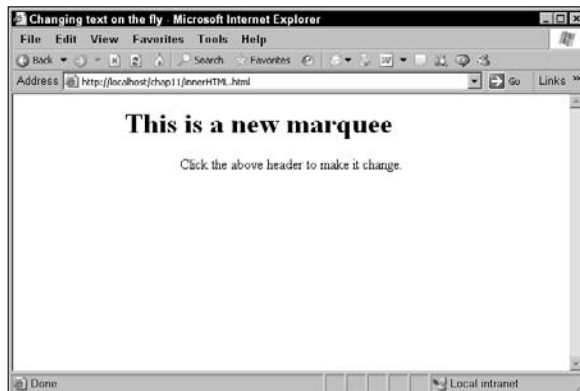 Changing text on the fly - Microsoft Internet Explorer
File Edit View Favorites Tools Help
Back Search Favorites
Address http://localhost/chap11/innerHTML.html Go Links »
This is a new marquee
Click the above header to make it change.
Done Local intranet